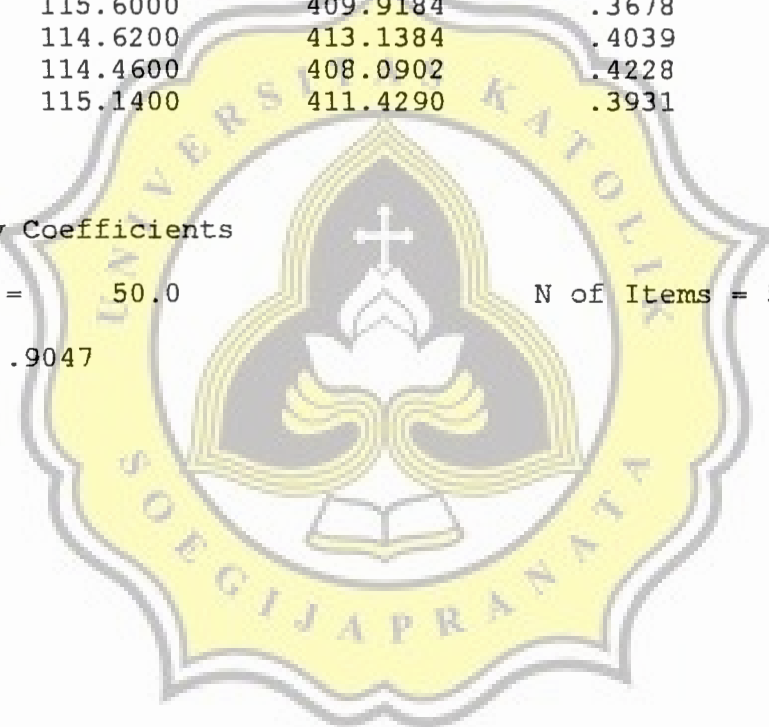 115.6000 409.9184 .3678
114.6200 413.1384 .4039
114.4600 408.0902 .4228
115.1400 411.4290 .3931
Coefficients
= 50.0 N of Items =
.9047
UNIVERSITAS KATOLIK
SOEGIJAPRANATA